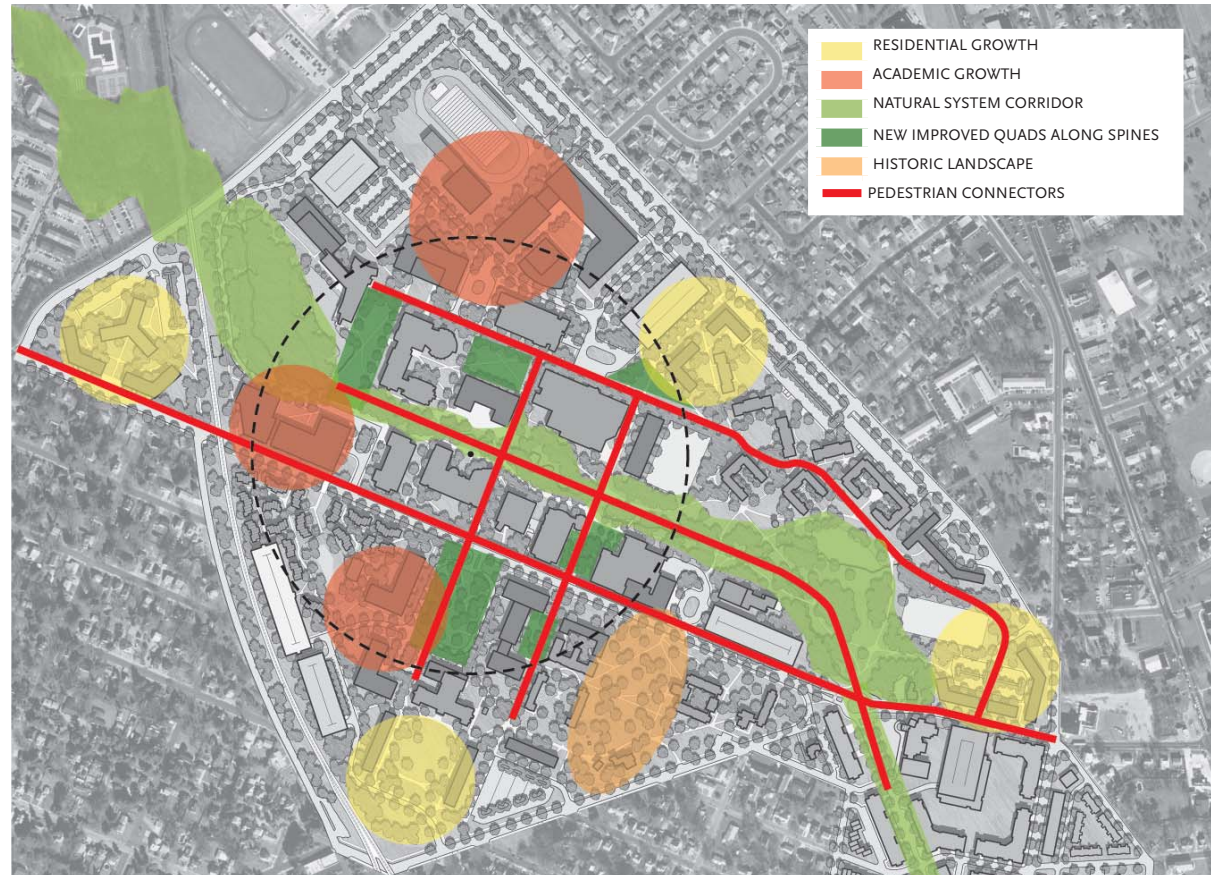 RESIDENTIAL GROWTH
ACADEMIC GROWTH
NATURAL SYSTEM CORRIDOR
NEW IMPROVED QUADS ALONG SPINES
HISTORIC LANDSCAPE
PEDESTRIAN CONNECTORS